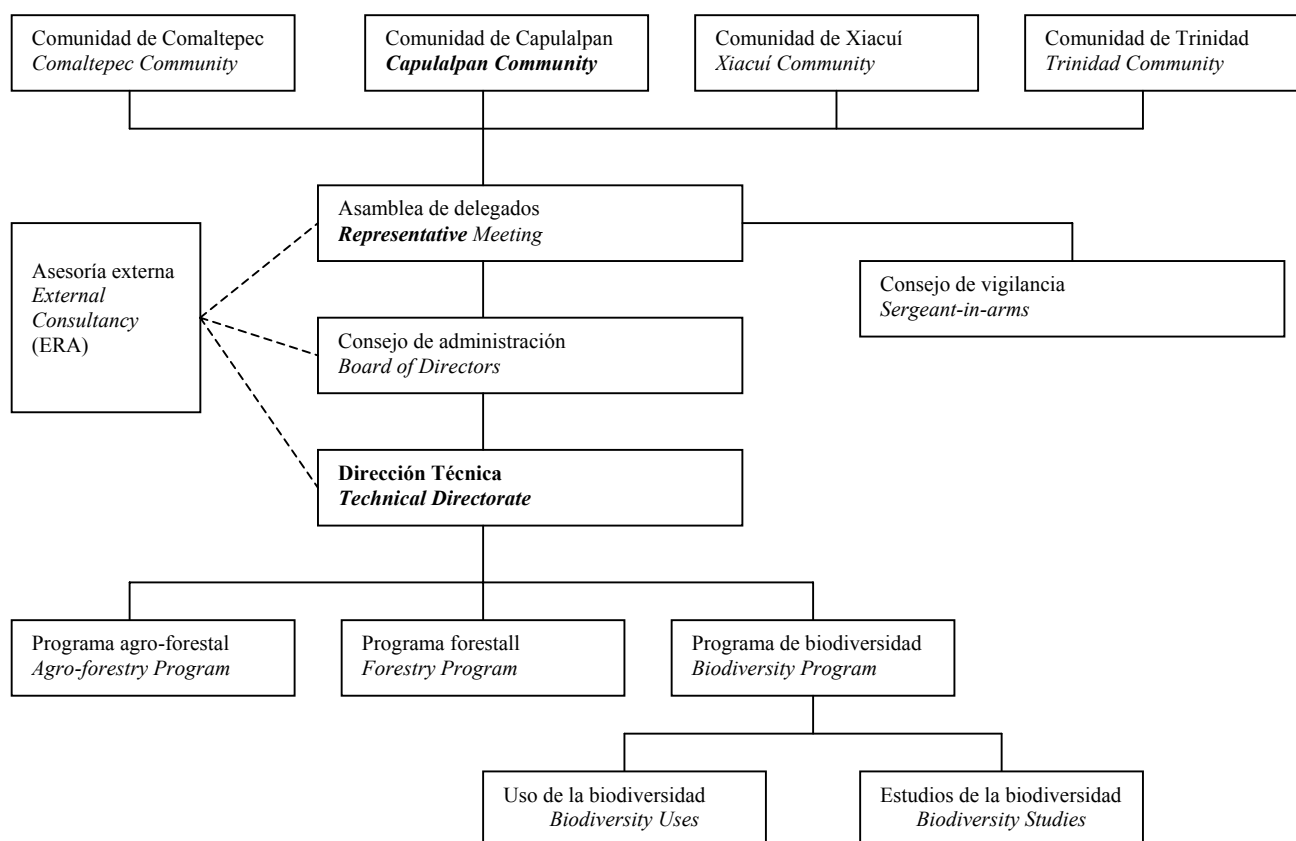 Comunidad de Comaltepec
Comaltepec Community
Comunidad de Capulalpan
Capulalpan Community
Comunidad de Xiacuí
Xiacuí Community
Comunidad de Trinidad
Trinidad Community
Asamblea de delegados
Representative Meeting
Asesoría externa
External
Consultancy
(ERA)
Consejo de vigilancia
Sergeant-in-arms
Consejo de administración
Board of Directors
Dirección Técnica
Technical Directorate
Programa agro-forestal
Agro-forestry Program
Programa forestall
Forestry Program
Programa de biodiversidad
Biodiversity Program
Uso de la biodiversidad
Biodiversity Uses
Estudios de la biodiversidad
Biodiversity Studies